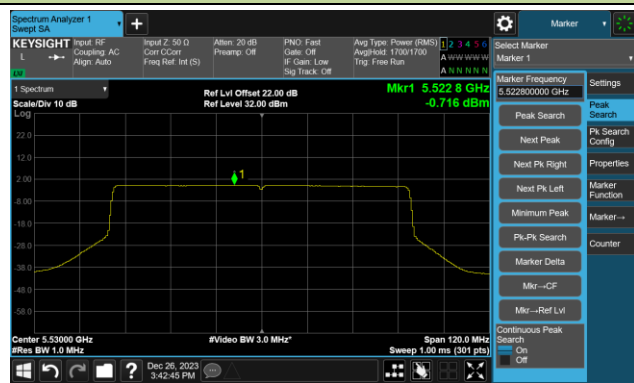 Spectrum Analyzer 1
Swept SA
+
Marker
KEYSIGHT
L
Input: RF
Coupling: AC
Align: Auto
Input Z: 50 Ω
Corr CCorr
Freq Ref: Int (S)
Atten: 20 dB
Preamp: Off
PNO: Fast
Gate: Off
IF Gain: Low
Sig Track: Off
Avg Type: Power (RMS)
Avg|Hold: 1700/1700
Trig: Free Run
1 2 3 4 5 6
A W W W W W
A N N N N N
Select Marker
Marker 1
Marker Frequency
5.522800000 GHz
Settings
Peak Search
Peak
Search
Next Peak
Pk Search
Config
Next Pk Right
Properties
Next Pk Left
Marker
Function
Minimum Peak
Marker→
Pk-Pk Search
Counter
Marker Delta
Mkr→CF
Mkr→Ref Lvl
Continuous Peak
Search
On
Off
1 Spectrum
Scale/Div 10 dB
Log
Ref Lvl Offset 22.00 dB
Ref Level 32.00 dBm
Mkr1 5.522 8 GHz
-0.716 dBm
22.0
12.0
2.00
1
-8.00
-18.0
-28.0
-38.0
-48.0
-58.0
Center 5.53000 GHz
#Res BW 1.0 MHz
#Video BW 3.0 MHz*
Span 120.0 MHz
Sweep 1.00 ms (301 pts)
?
Dec 26, 2023
3:42:45 PM